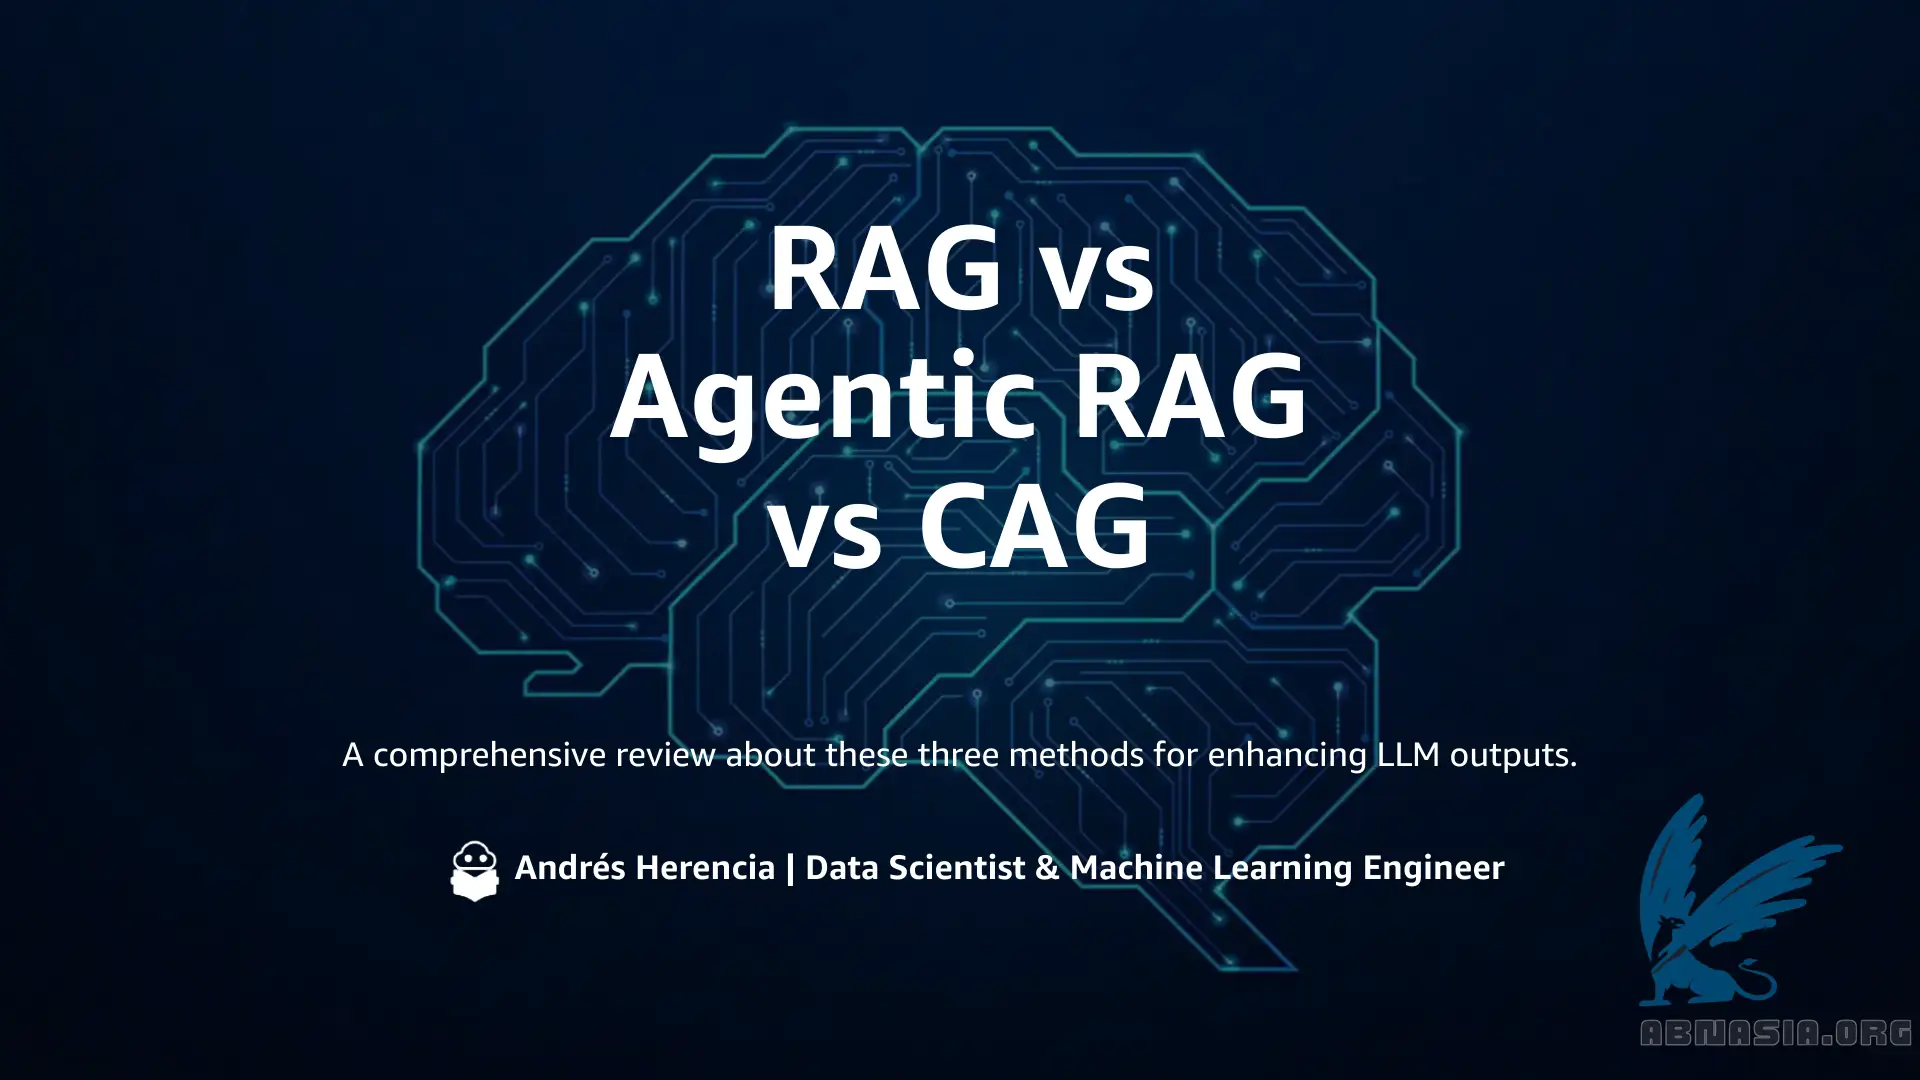 RAG vs
Agentic RAG
vs CAG
A comprehensive review about these three methods for enhancing LLM outputs.
Andrés Herencia | Data Scientist & Machine Learning Engineer
ABNASIA.ORG